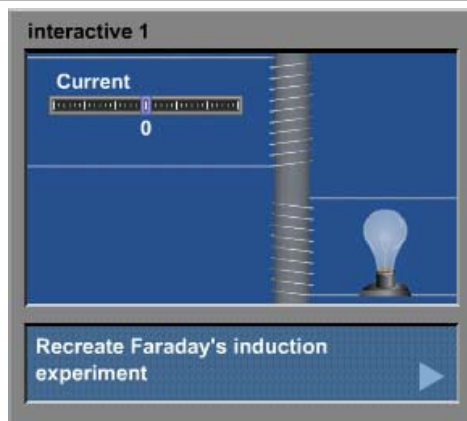 interactive 1
Current
0
Recreate Faraday's induction
experiment